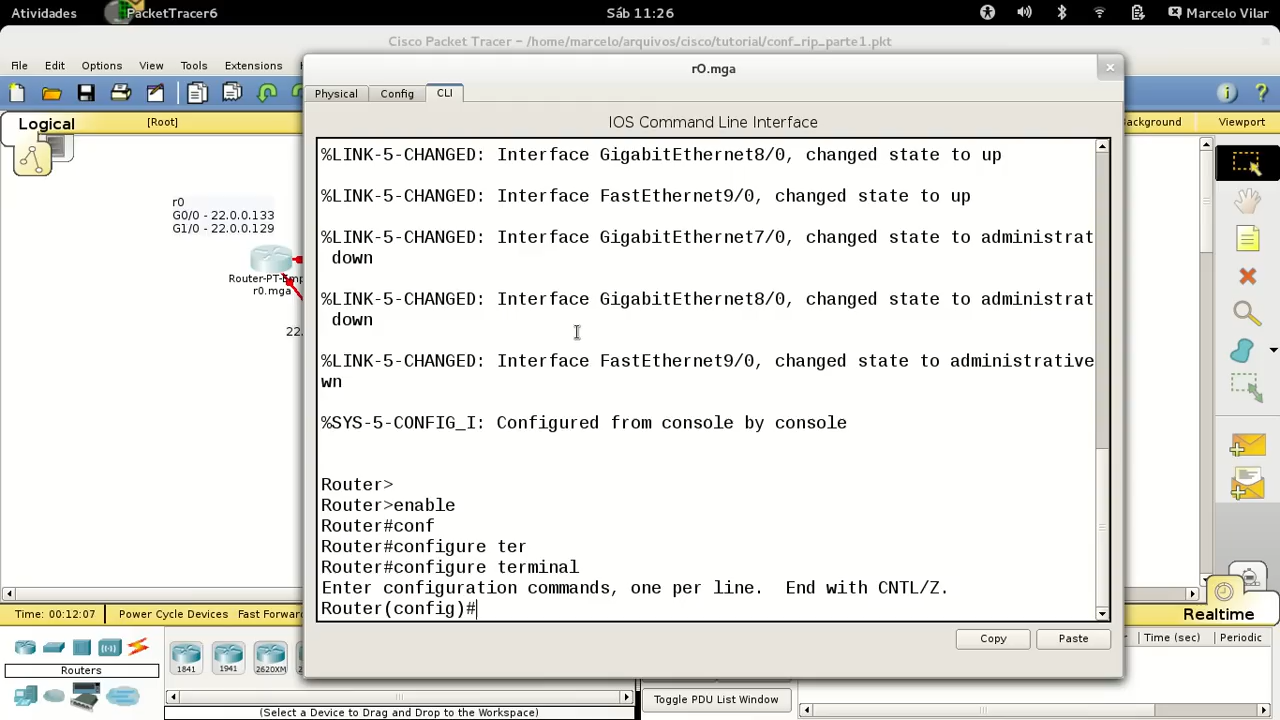 Atividades
PacketTracer6
Sáb 11:26
Marcelo Vilar
Cisco Packet Tracer – /home/marcelo/arquivos/cisco/tutorial/conf_rip_parte1.pkt
File Edit Options View Tools Extensions
r0.mga
Physical Config CLI
Logical
[Root]
Background
Viewport
IOS Command Line Interface
%LINK-5-CHANGED: Interface GigabitEthernet8/0, changed state to up
%LINK-5-CHANGED: Interface FastEthernet9/0, changed state to up
%LINK-5-CHANGED: Interface GigabitEthernet7/0, changed state to administrat
down
%LINK-5-CHANGED: Interface GigabitEthernet8/0, changed state to administrat
down
%LINK-5-CHANGED: Interface FastEthernet9/0, changed state to administrative
wn
%SYS-5-CONFIG_I: Configured from console by console
Router>
Router>enable
Router#conf
Router#configure ter
Router#configure terminal
Enter configuration commands, one per line. End with CNTL/Z.
Router(config)#
r0
G0/0 - 22.0.0.133
G1/0 - 22.0.0.129
Router-PT-Emp
r0.mga
22.
Copy
Paste
Time: 00:12:07
Power Cycle Devices
Fast Forward
Realtime
Routers
1841
1941
2620XM
(Select a Device to Drag and Drop to the Workspace)
Time (sec)
Periodic
Toggle PDU List Window